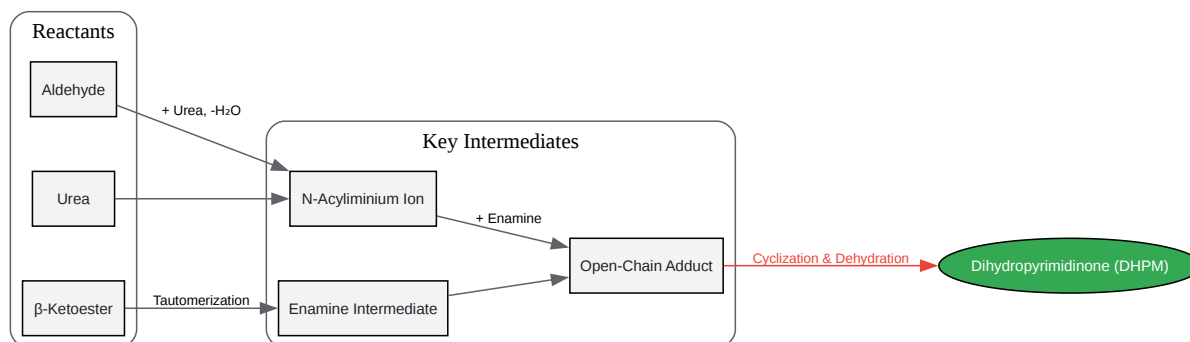 Reactants
Aldehyde
+ Urea, -H₂O
Key Intermediates
Urea
N-Acyliminium Ion
+ Enamine
Open-Chain Adduct
Cyclization & Dehydration
Dihydropyrimidinone (DHPM)
β-Ketoester
Tautomerization
Enamine Intermediate